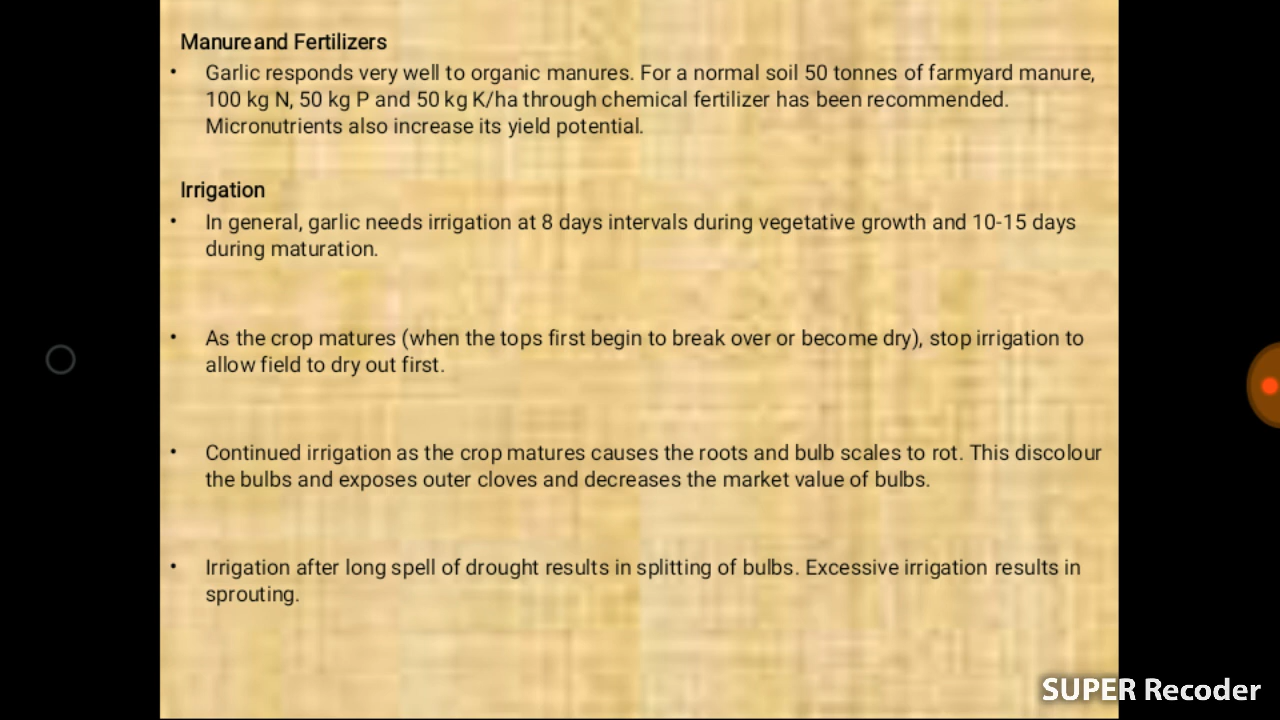 Manure and Fertilizers
• Garlic responds very well to organic manures. For a normal soil 50 tonnes of farmyard manure,
100 kg N, 50 kg P and 50 kg K/ha through chemical fertilizer has been recommended.
Micronutrients also increase its yield potential.
Irrigation
• In general, garlic needs irrigation at 8 days intervals during vegetative growth and 10-15 days
during maturation.
• As the crop matures (when the tops first begin to break over or become dry), stop irrigation to
allow field to dry out first.
• Continued irrigation as the crop matures causes the roots and bulb scales to rot. This discolour
the bulbs and exposes outer cloves and decreases the market value of bulbs.
• Irrigation after long spell of drought results in splitting of bulbs. Excessive irrigation results in
sprouting.
SUPER Recoder